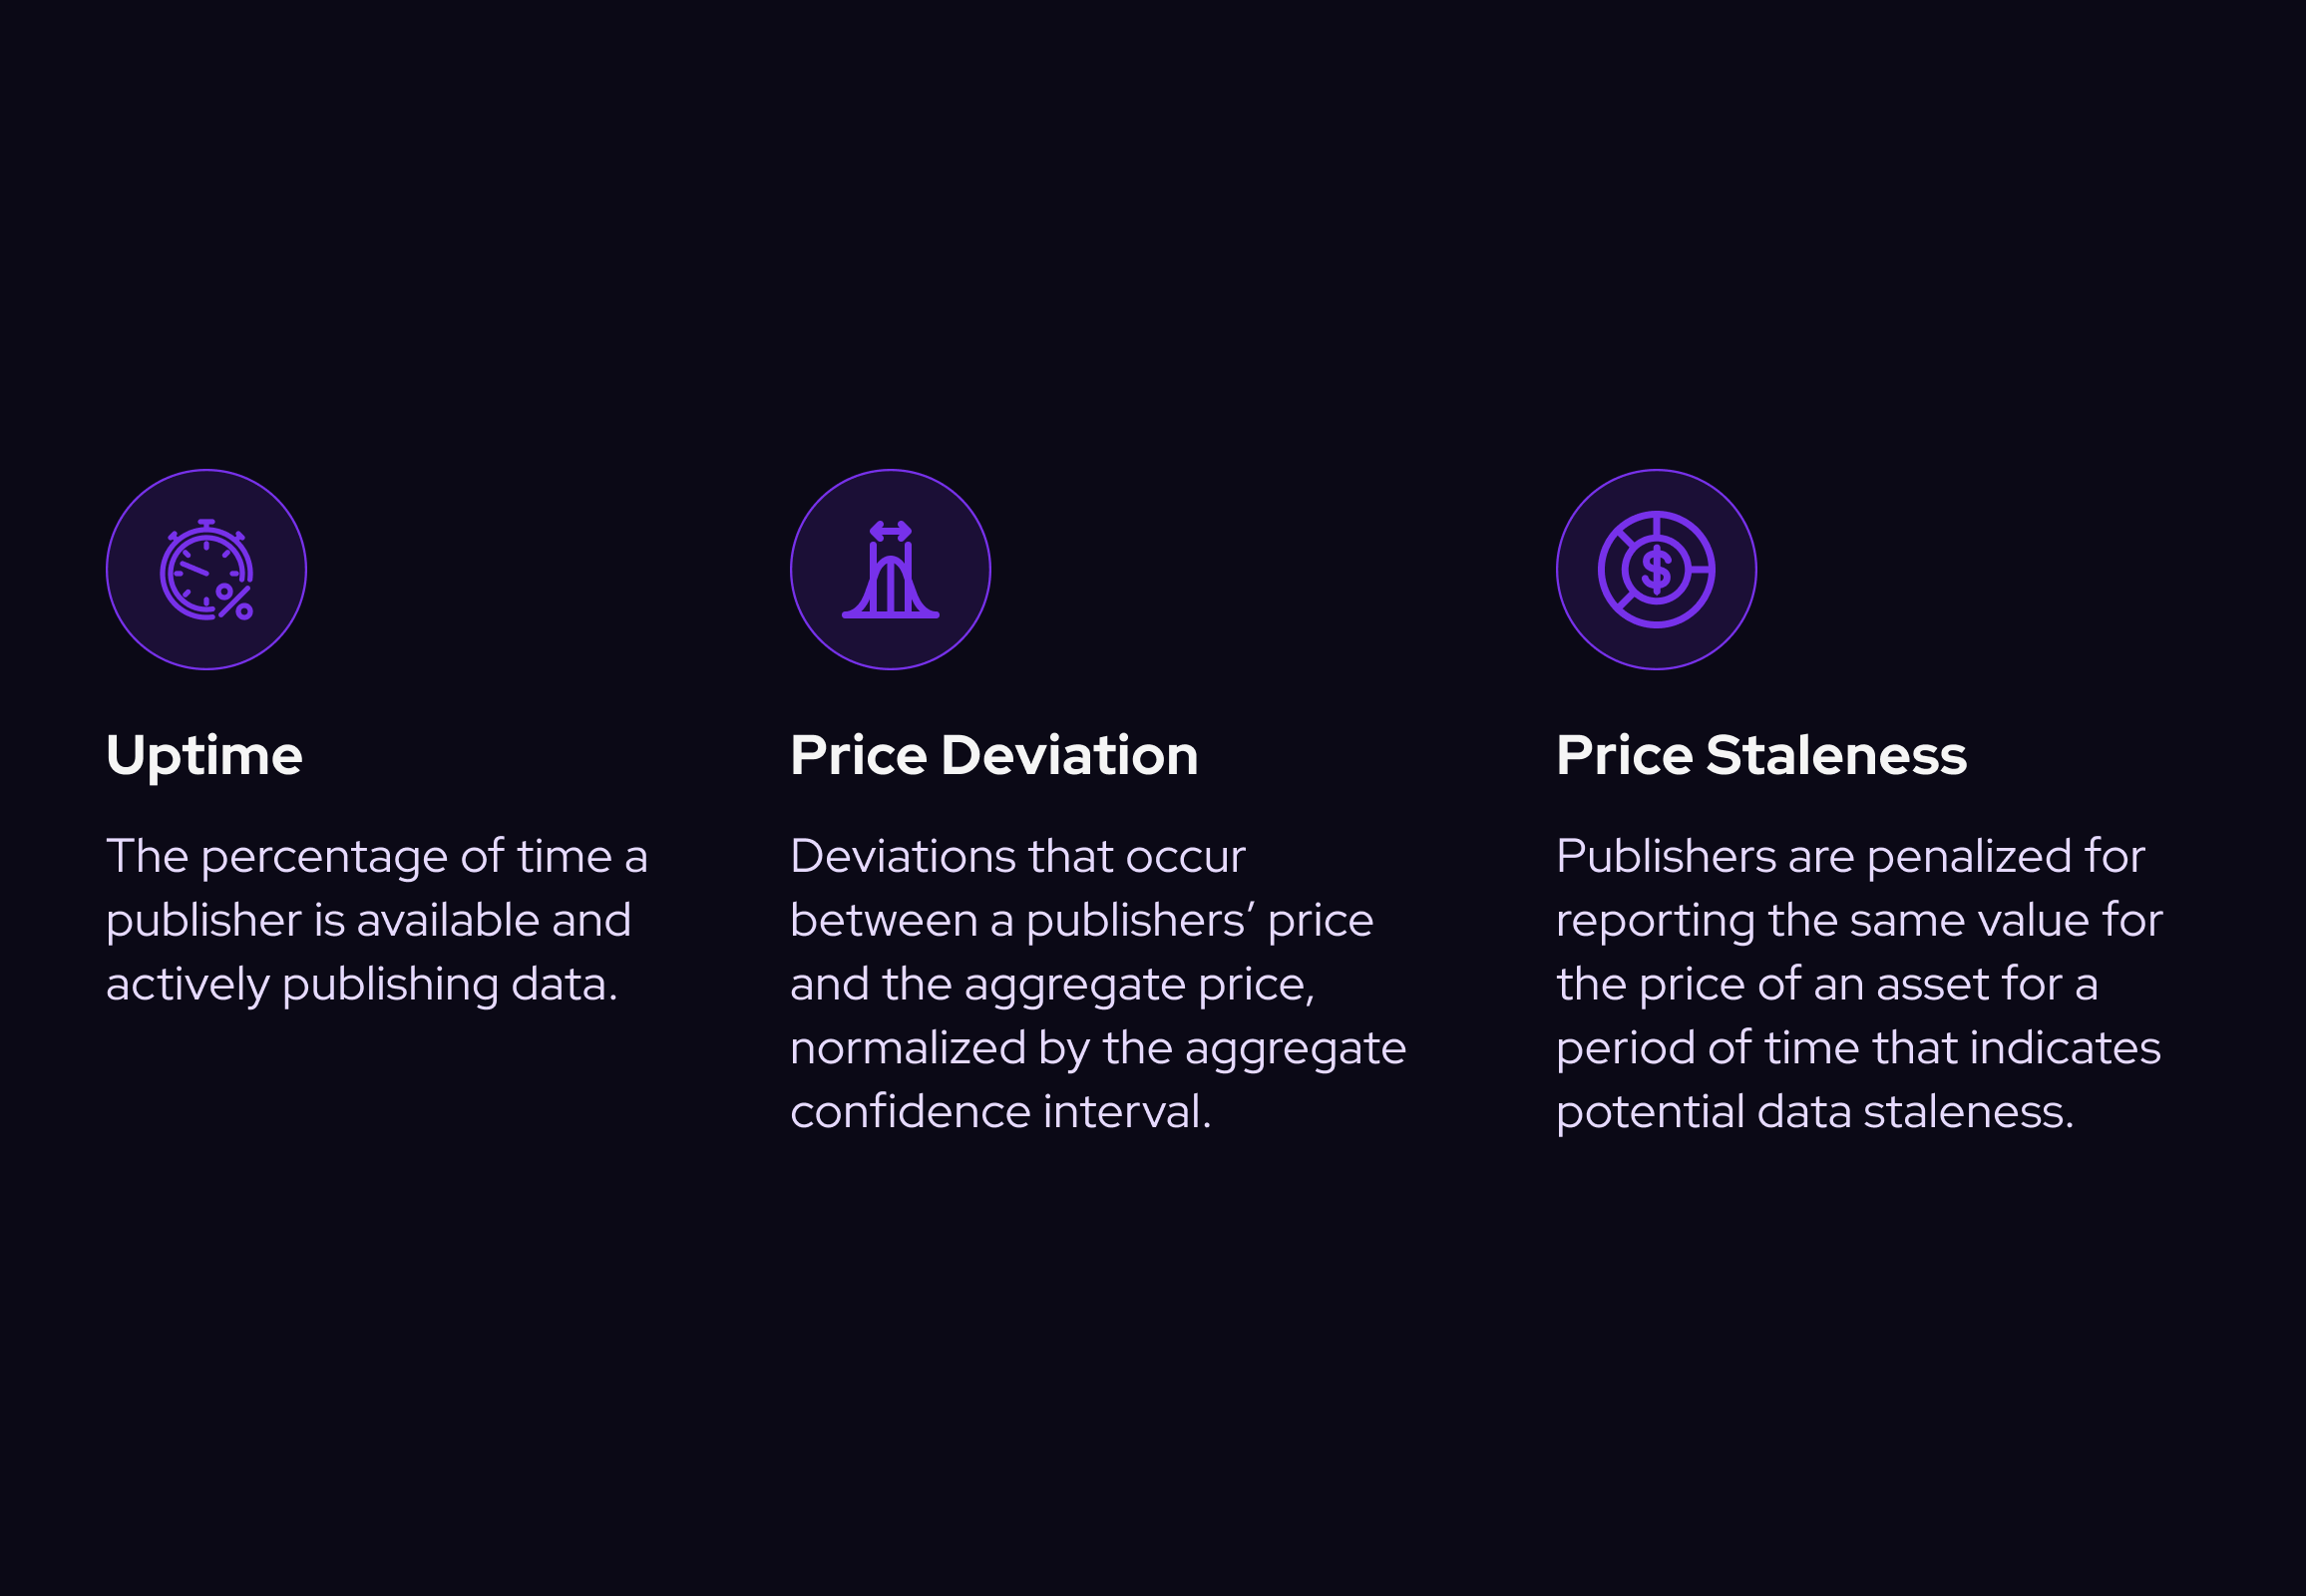 Uptime
The percentage of time a
publisher is available and
actively publishing data.
Price Deviation
Deviations that occur
between a publishers’ price
and the aggregate price,
normalized by the aggregate
confidence interval.
Price Staleness
Publishers are penalized for
reporting the same value for
the price of an asset for a
period of time that indicates
potential data staleness.